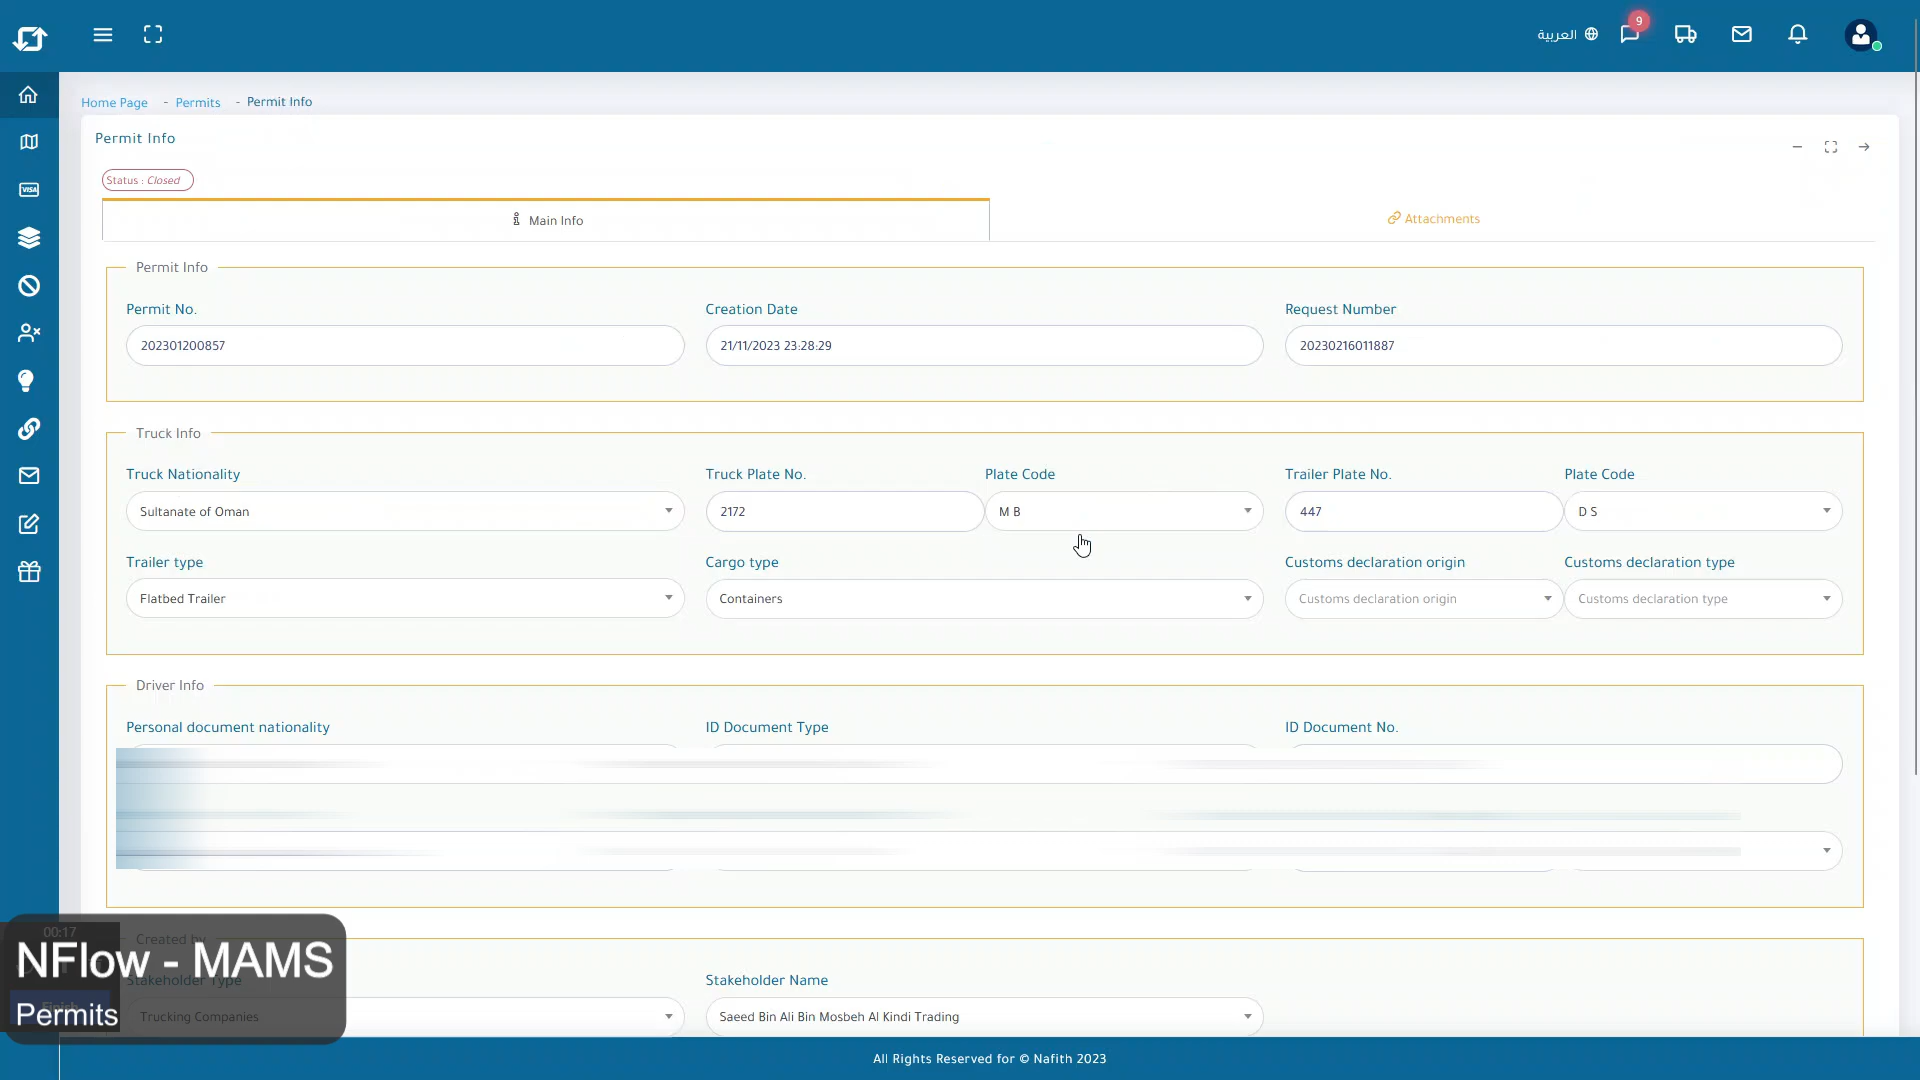 العربية
9
Home Page - Permits - Permit Info
Permit Info
Status : Closed
Main Info
Attachments
Permit Info
Permit No.
Creation Date
Request Number
202301200857
21/11/2023 23:28:29
20230216011887
Truck Info
Truck Nationality
Truck Plate No.
Plate Code
Trailer Plate No.
Plate Code
Sultanate of Oman
2172
M B
447
D S
Trailer type
Cargo type
Customs declaration origin
Customs declaration type
Flatbed Trailer
Containers
Customs declaration origin
Customs declaration type
VISA
Driver Info
Personal document nationality
ID Document Type
ID Document No.
00:17
Created by
NFlow - MAMS
Stakeholder Type
Stakeholder Name
Finish
Permits
Trucking Companies
Saeed Bin Ali Bin Mosbeh Al Kindi Trading
All Rights Reserved for © Nafith 2023